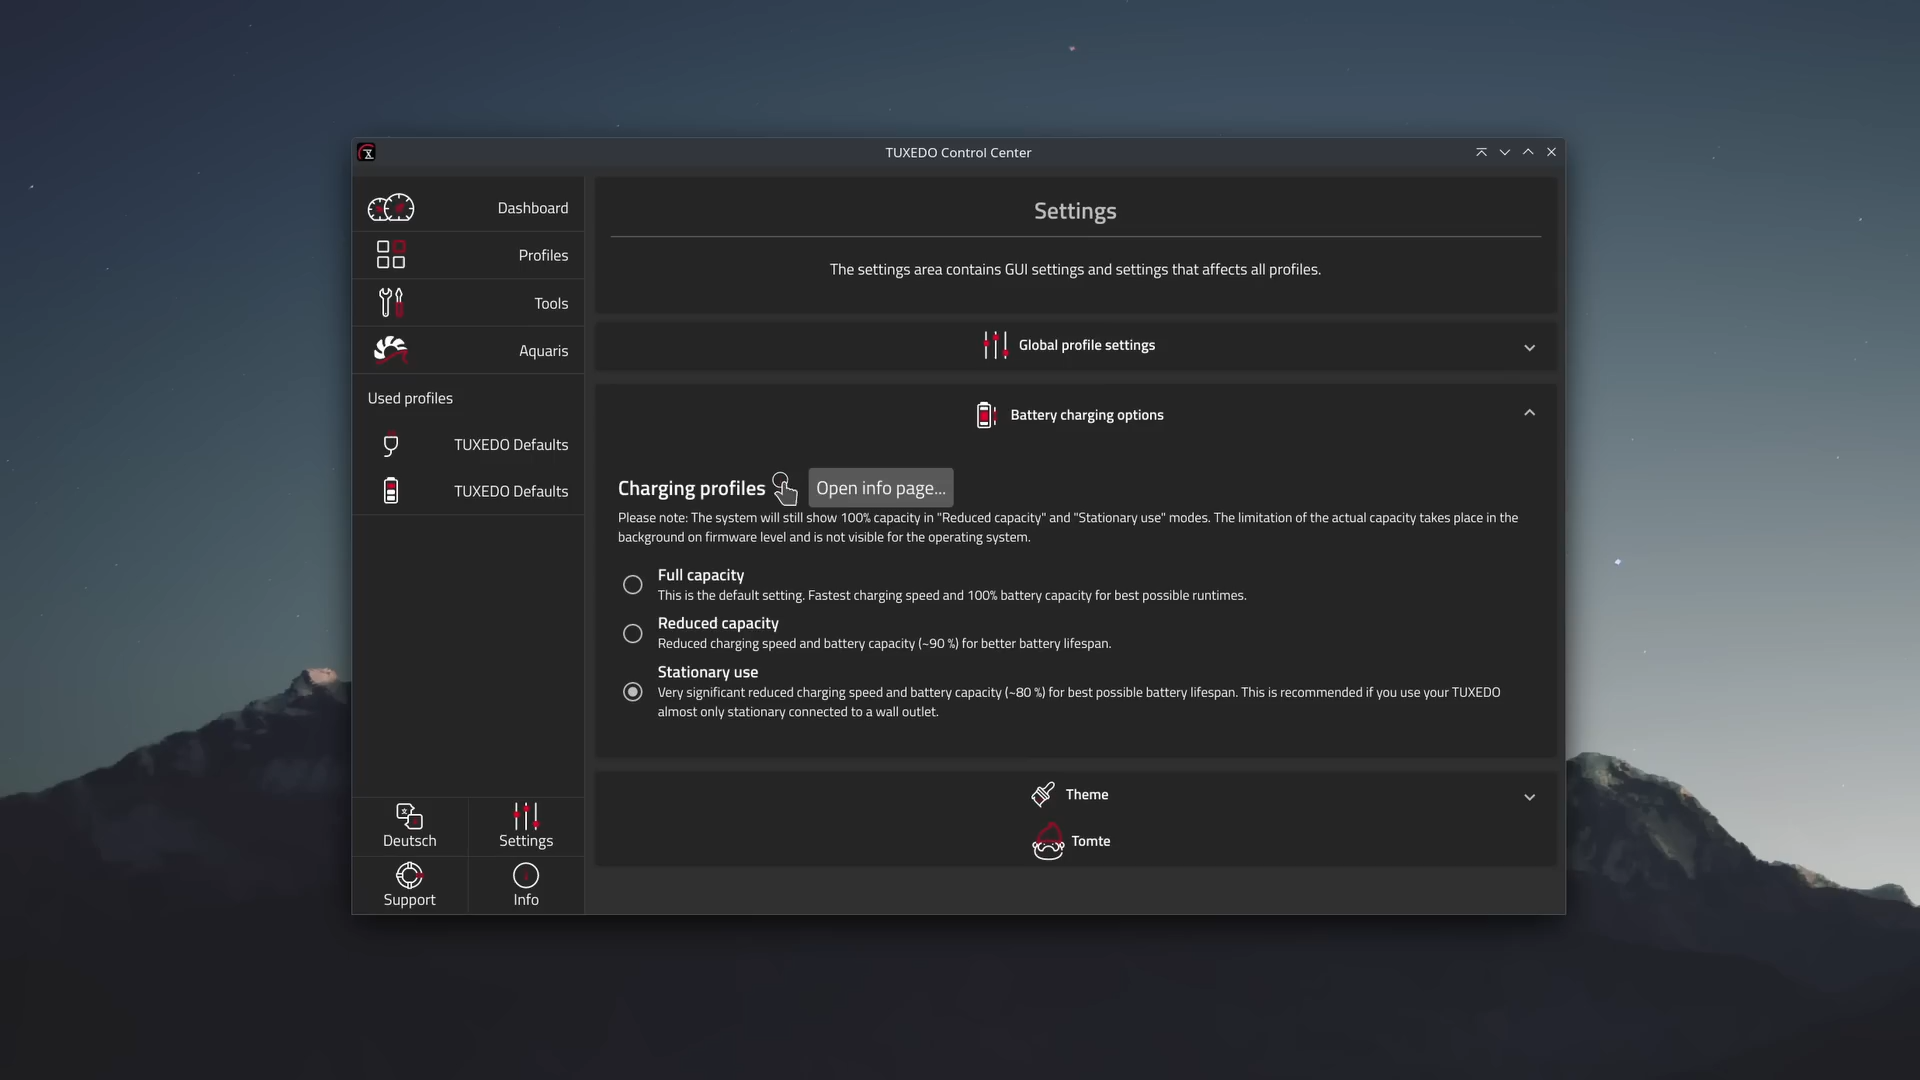 TUXEDO Control Center
Dashboard
Profiles
Tools
Aquaris
Used profiles
TUXEDO Defaults
TUXEDO Defaults
Deutsch
Settings
Support
Info
Settings
The settings area contains GUI settings and settings that affects all profiles.
Global profile settings
Battery charging options
Charging profiles
Open info page...
Please note: The system will still show 100% capacity in "Reduced capacity" and "Stationary use" modes. The limitation of the actual capacity takes place in the
background on firmware level and is not visible for the operating system.
Full capacity
This is the default setting. Fastest charging speed and 100% battery capacity for best possible runtimes.
Reduced capacity
Reduced charging speed and battery capacity (~90 %) for better battery lifespan.
Stationary use
Very significant reduced charging speed and battery capacity (~80 %) for best possible battery lifespan. This is recommended if you use your TUXEDO
almost only stationary connected to a wall outlet.
Theme
Tomte